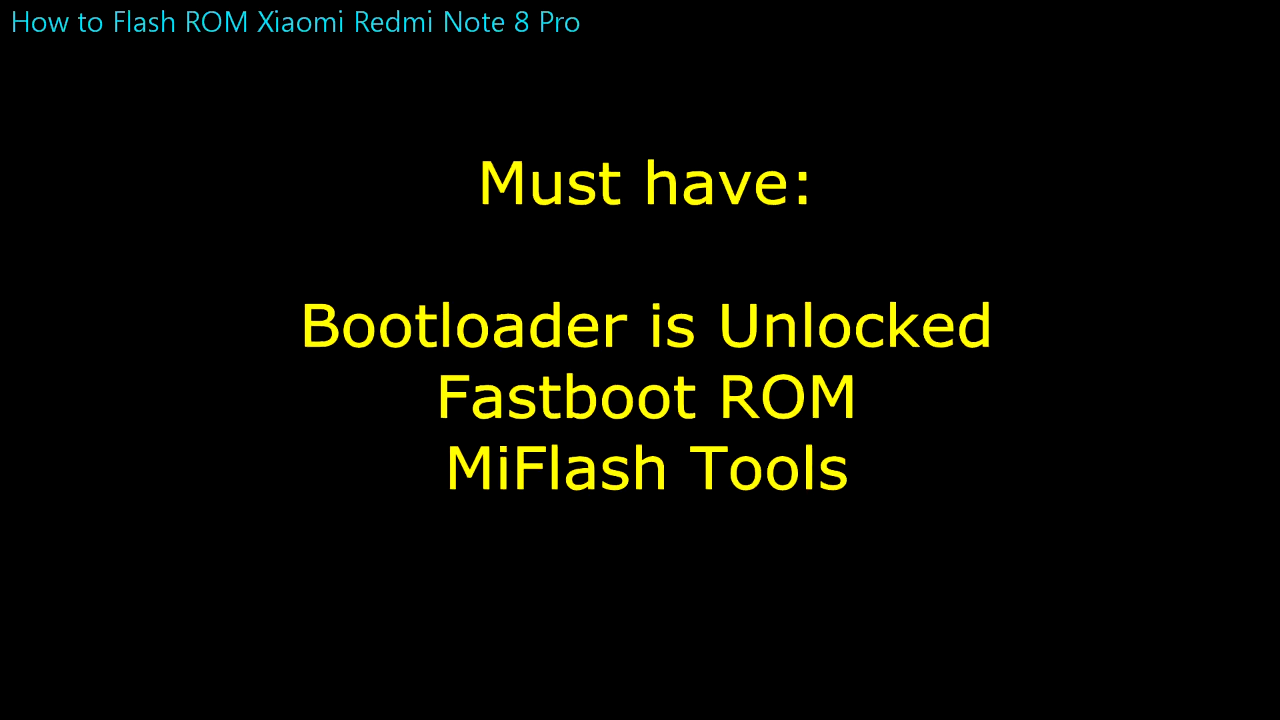 How to Flash ROM Xiaomi Redmi Note 8 Pro
Must have:
Bootloader is Unlocked
Fastboot ROM
MiFlash Tools